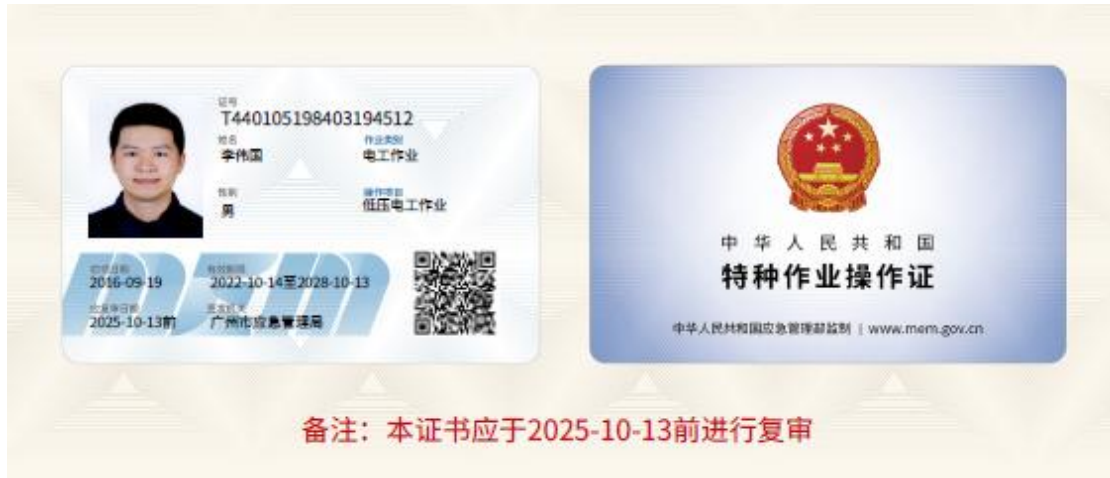 证号
T440105198403194512
姓名
作业类别
李伟国
电工作业
性别
操作项目
男
低压电工作业
初领日期
有效期限
2016-09-19
2022-10-14至2028-10-13
应复审日期
签发机关
2025-10-13前
广州市应急管理局
中华人民共和国
特种作业操作证
中华人民共和国应急管理部监制 | www.mem.gov.cn
备注：本证书应于2025-10-13前进行复审